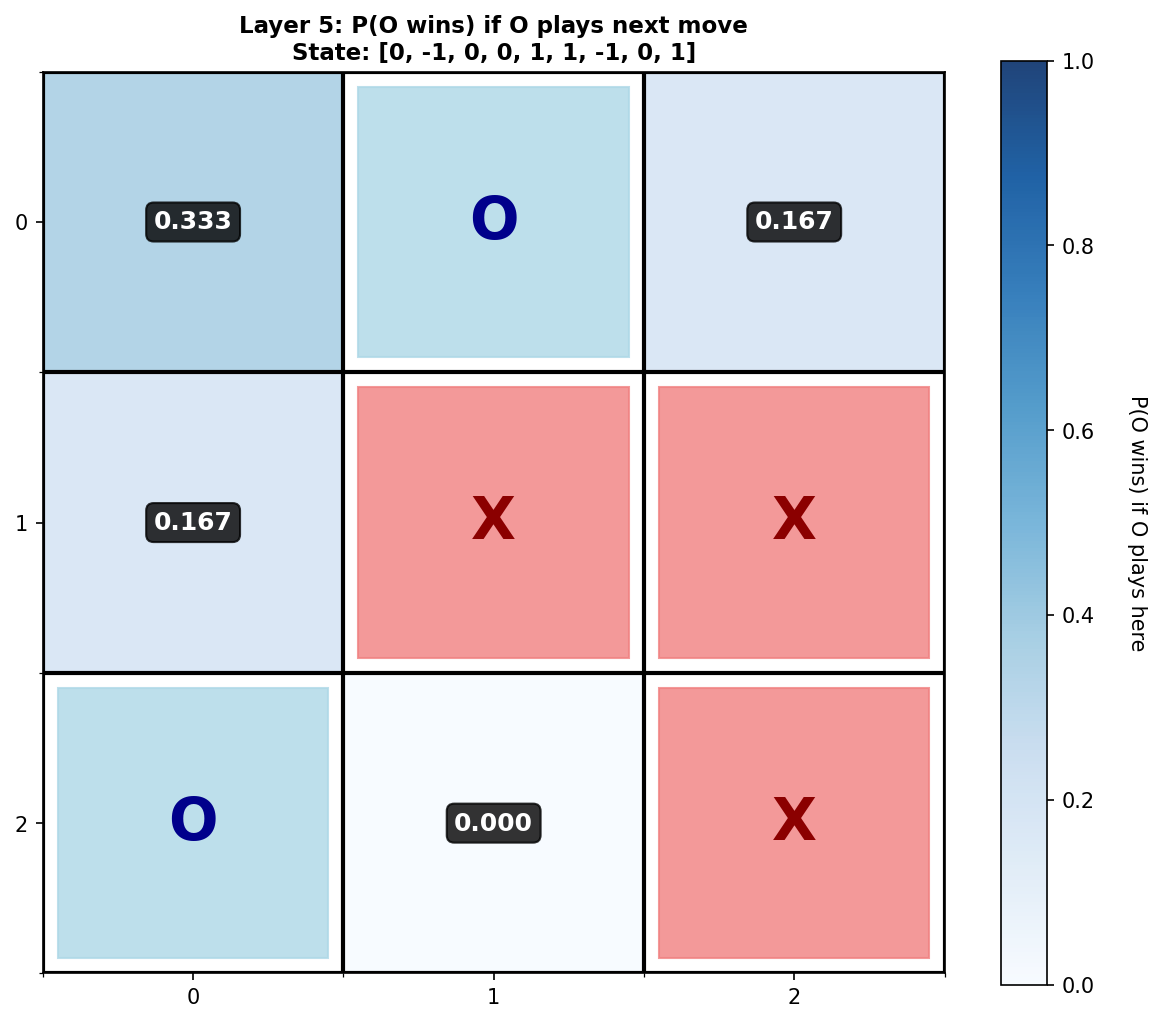 Layer 5: P(O wins) if O plays next move
State: [0, -1, 0, 0, 1, 1, -1, 0, 1]
0.333
O
0.167
0.167
X
X
O
0.000
X
0
1
2
0
1
2
1.0
0.8
0.6
0.4
0.2
0.0
P(O wins) if O plays here